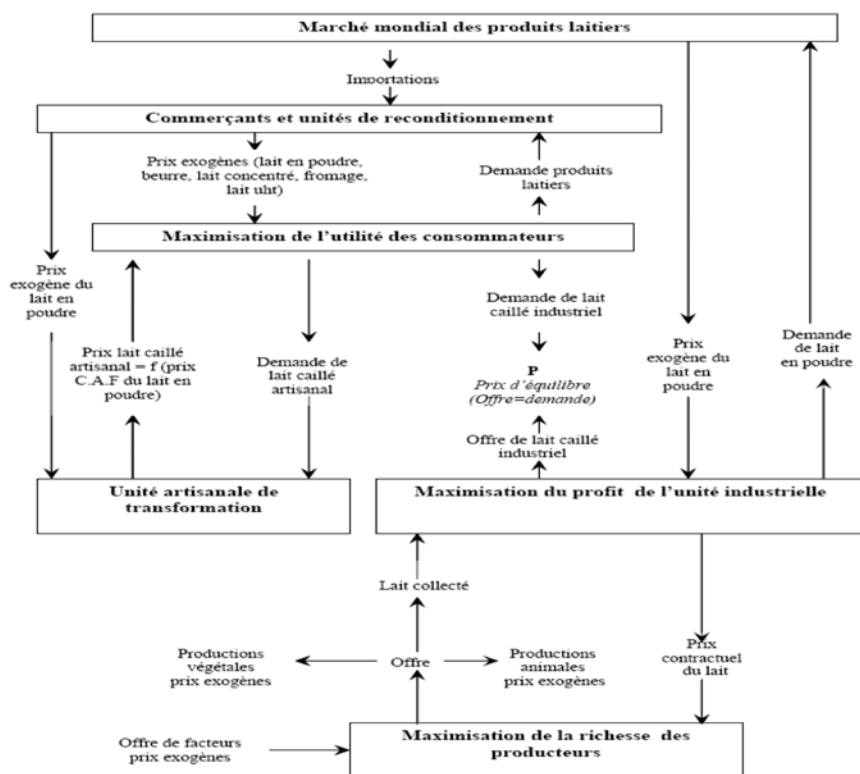 Marché mondial des produits laitiers
Importations
Commerçants et unités de reconditionnement
Prix exogènes (lait en poudre,
beurre, lait concentré, fromage,
lait uht)
Demande produits
laitiers
Maximisation de l’utilité des consommateurs
Prix
exogène du
lait en
poudre
Prix lait caillé
artisanal = f (prix
C.A.F du lait en
poudre)
Demande de
lait caillé
artisanal
Demande de lait
caillé industriel
P
Prix d’équilibre
(Offre=demande)
Offre de lait caillé
industriel
Prix
exogène du
lait en
poudre
Demande
de lait
en poudre
Unité artisanale de
transformation
Maximisation du profit de l’unité industrielle
Lait collecté
Productions
végétales
prix exogènes
Offre
Productions
animales
prix exogènes
Prix
contractuel
du lait
Offre de facteurs
prix exogènes
Maximisation de la richesse des
producteurs